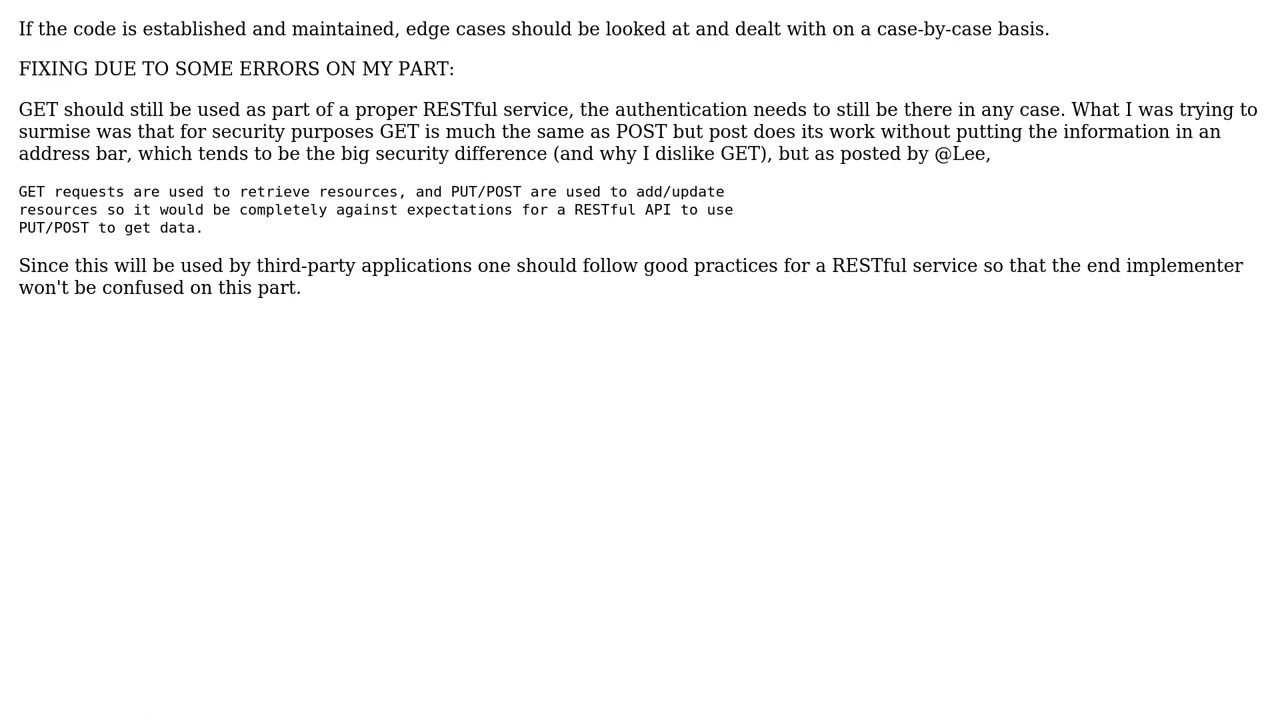 If the code is established and maintained, edge cases should be looked at and dealt with on a case-by-case basis.
FIXING DUE TO SOME ERRORS ON MY PART:
GET should still be used as part of a proper RESTful service, the authentication needs to still be there in any case. What I was trying to
surmise was that for security purposes GET is much the same as POST but post does its work without putting the information in an
address bar, which tends to be the big security difference (and why I dislike GET), but as posted by @Lee,
GET requests are used to retrieve resources, and PUT/POST are used to add/update
resources so it would be completely against expectations for a RESTful API to use
PUT/POST to get data.
Since this will be used by third-party applications one should follow good practices for a RESTful service so that the end implementer
won't be confused on this part.